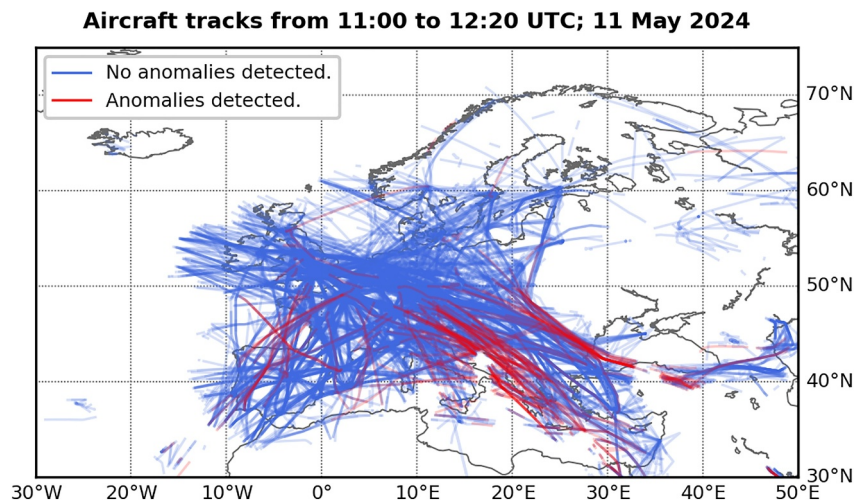 Aircraft tracks from 11:00 to 12:20 UTC; 11 May 2024
No anomalies detected.
Anomalies detected.
70°N
60°N
50°N
40°N
30°N
30°W 20°W 10°W 0° 10°E 20°E 30°E 40°E 50°E